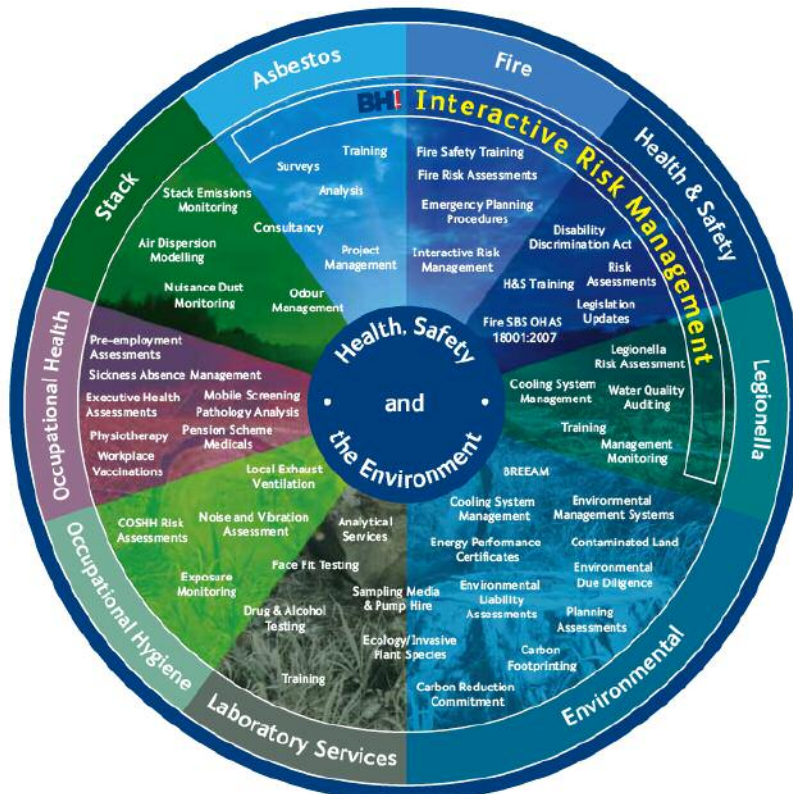 Asbestos
Fire
Health & Safety
Legionella
Environmental
Laboratory Services
Occupational Hygiene
Occupational Health
Stack
BHi Interactive Risk Management
Training
Surveys
Analysis
Consultancy
Project
Management
Fire Safety Training
Fire Risk Assessments
Emergency Planning
Procedures
Interactive Risk
Management
Disability
Discrimination Act
Risk
Assessments
H&S Training
Legislation
Updates
Fire SBS OHAS
18001:2007
Legionella
Risk Assessment
Cooling System
Management
Water Quality
Auditing
Training
Management
Monitoring
BREEAM
Cooling System
Management
Environmental
Management Systems
Energy Performance
Certificates
Contaminated Land
Environmental
Due Diligence
Environmental
Liability
Assessments
Planning
Assessments
Carbon
Footprinting
Carbon Reduction
Commitment
Analytical
Services
Face Fit Testing
Sampling Media
& Pump Hire
Drug & Alcohol
Testing
Ecology/Invasive
Plant Species
Training
Local Exhaust
Ventilation
Noise and Vibration
Assessment
COSHH Risk
Assessments
Exposure
Monitoring
Pre-employment
Assessments
Sickness Absence Management
Executive Health
Assessments
Mobile Screening
Pathology Analysis
Physiotherapy
Pension Scheme
Medicals
Workplace
Vaccinations
Stack Emissions
Monitoring
Air Dispersion
Modelling
Nuisance Dust
Monitoring
Odour
Management
Health, Safety
and
the Environment